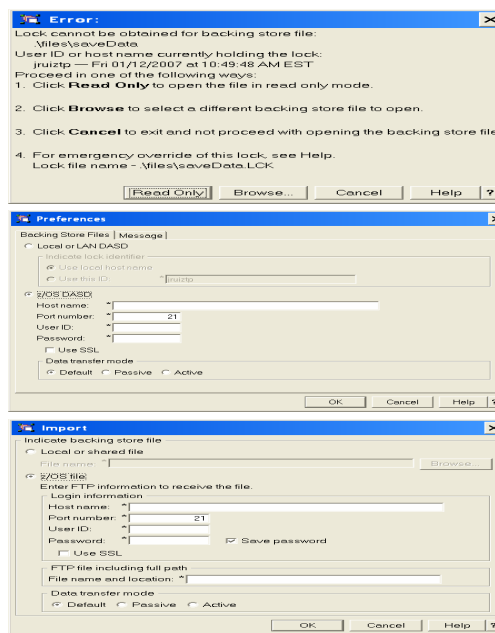 Error:
Lock cannot be obtained for backing store file:
.\files\saveData
User ID or host name currently holding the lock:
jruiztp — Fri 01/12/2007 at 10:49:48 AM EST
Proceed in one of the following ways:
1. Click Read Only to open the file in read only mode.
2. Click Browse to select a different backing store file to open.
3. Click Cancel to exit and not proceed with opening the backing store file
4. For emergency override of this lock, see Help.
Lock file name - .\files\saveData.LCK
Read Only Browse... Cancel Help ?
Preferences
Backing Store Files Message
Local or LAN DASD
Indicate lock identifier
Use local host name
Use this ID: *jruiztp
z/OS DASD
Host name: *
Port number: * 21
User ID: *
Password: *
Use SSL
Data transfer mode
Default Passive Active
OK Cancel Help ?
Import
Indicate backing store file
Local or shared file
File name: * Browse...
z/OS file
Enter FTP information to receive the file.
Login information
Host name: *
Port number: * 21
User ID: *
Password: * Save password
Use SSL
FTP file including full path
File name and location: *
Data transfer mode
Default Passive Active
OK Cancel Help ?